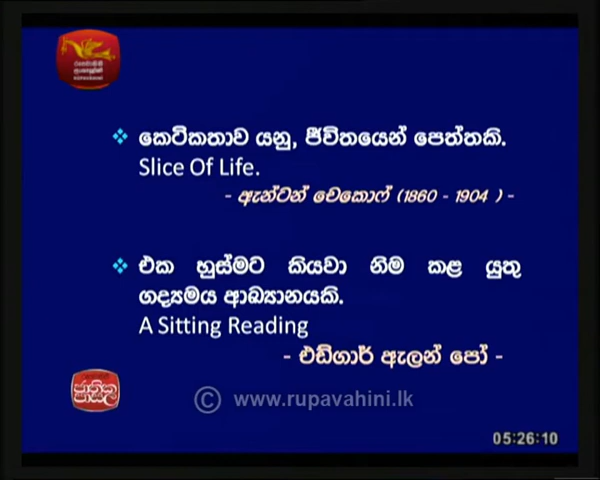 ❖ කෙටිකතාව යනු, ජීවිතයෙන් පෙත්තකි.
Slice Of Life.
- ඇන්ටන් චෙකොෆ් (1860 - 1904 ) -
❖ එක හුස්මට කියවා නිම කළ යුතු
ගද්‍යමය ආඛ්‍යානයකි.
A Sitting Reading
- එඩ්ගාර් ඇලන් පෝ -
ජාතික
පාසල
© www.rupavahini.lk
05:26:10